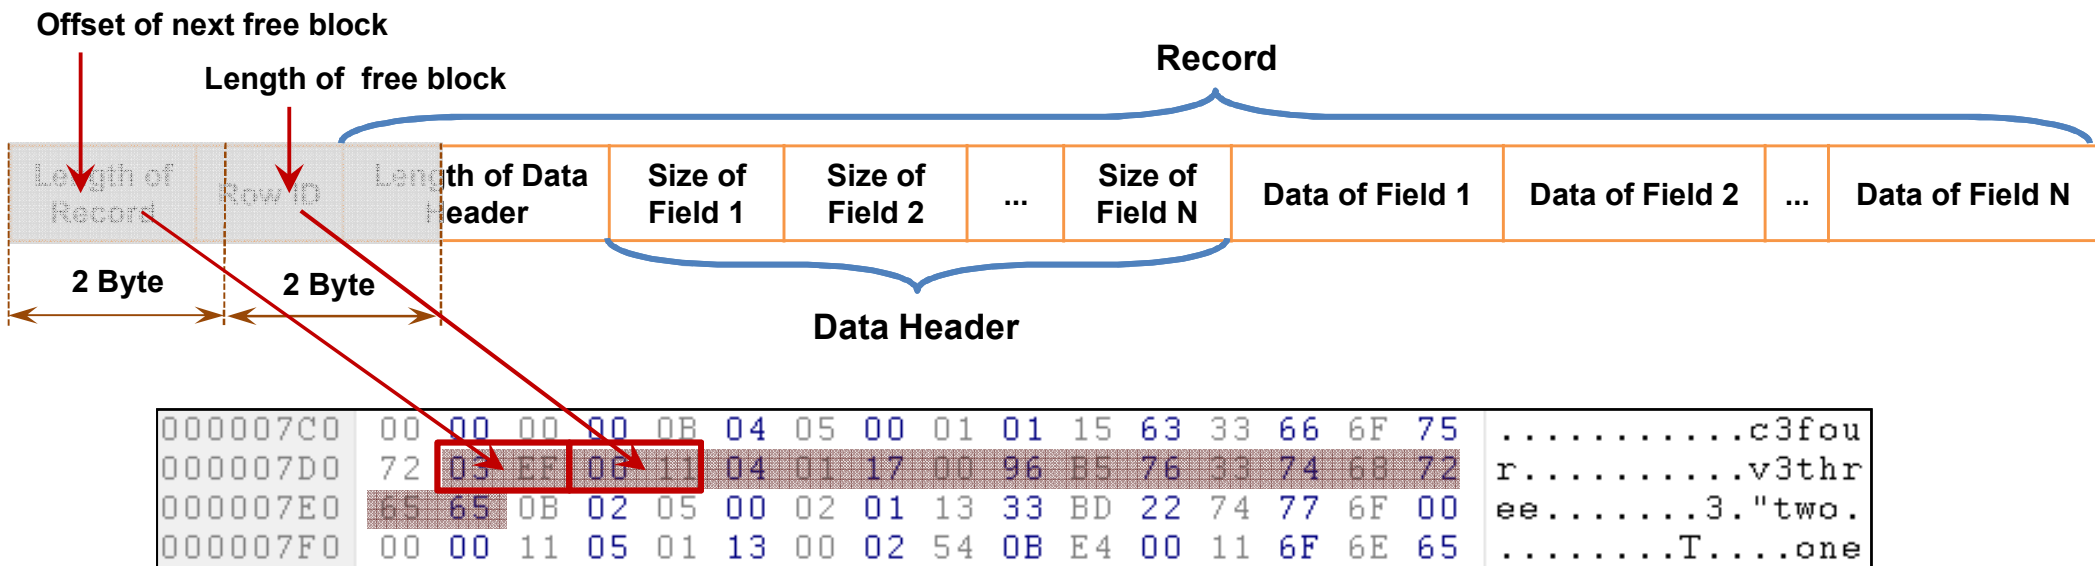 Offset of next free block
Length of free block
Record
Length of
Record
Row ID
Length of Data
Header
Size of
Field 1
Size of
Field 2
...
Size of
Field N
Data of Field 1
Data of Field 2
...
Data of Field N
2 Byte
2 Byte
Data Header
000007C0 00 00 00 00 0B 04 05 00 01 01 15 63 33 66 6F 75 ...........c3fou
000007D0 72 03 EF 00 11 04 01 17 00 96 B5 76 33 74 68 72 r..........v3thr
000007E0 65 65 0B 02 05 00 02 01 13 33 BD 22 74 77 6F 00 ee.......3."two.
000007F0 00 00 11 05 01 13 00 02 54 0B E4 00 11 6F 6E 65 ........T....one